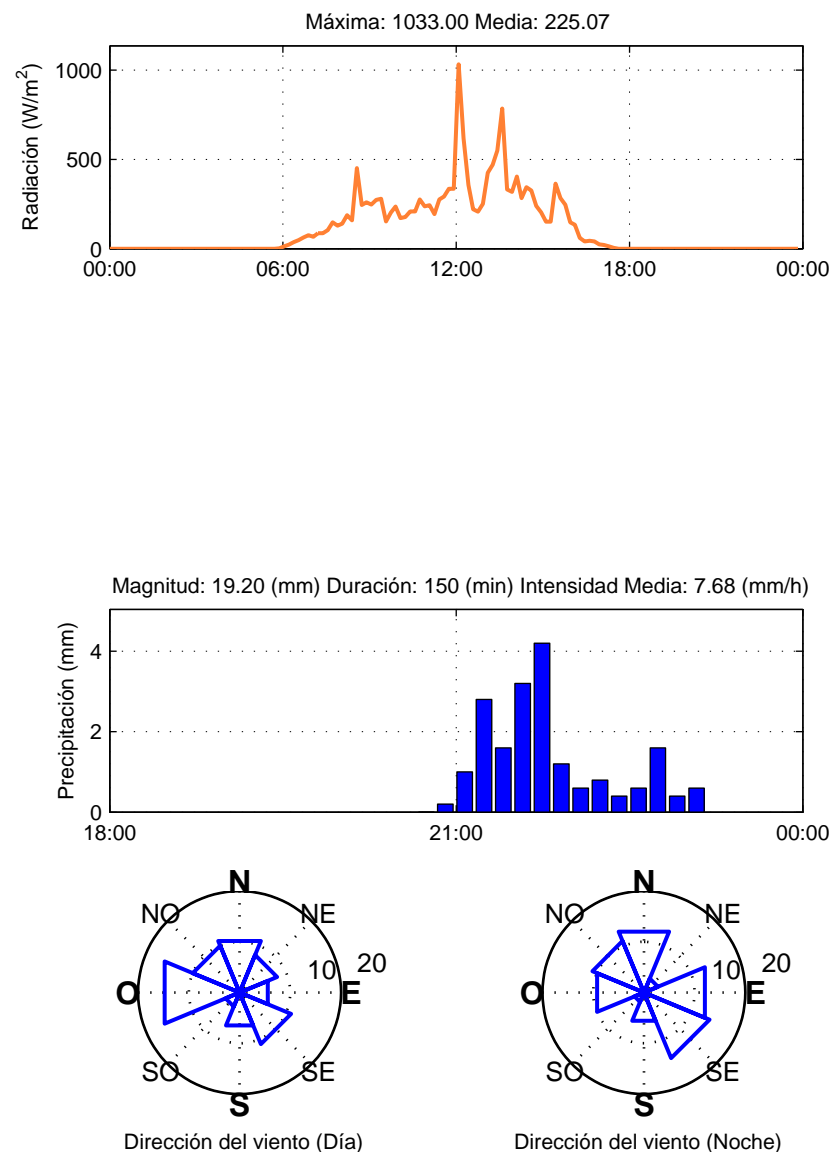 Máxima: 1033.00 Media: 225.07
Radiación (W/m²)
1000
500
0
00:00 06:00 12:00 18:00 00:00
Magnitud: 19.20 (mm) Duración: 150 (min) Intensidad Media: 7.68 (mm/h)
Precipitación (mm)
4
2
0
18:00 21:00 00:00
N
NO NE
10 20
O E
SO SE
S
Dirección del viento (Día)
N
NO NE
10 20
O E
SO SE
S
Dirección del viento (Noche)